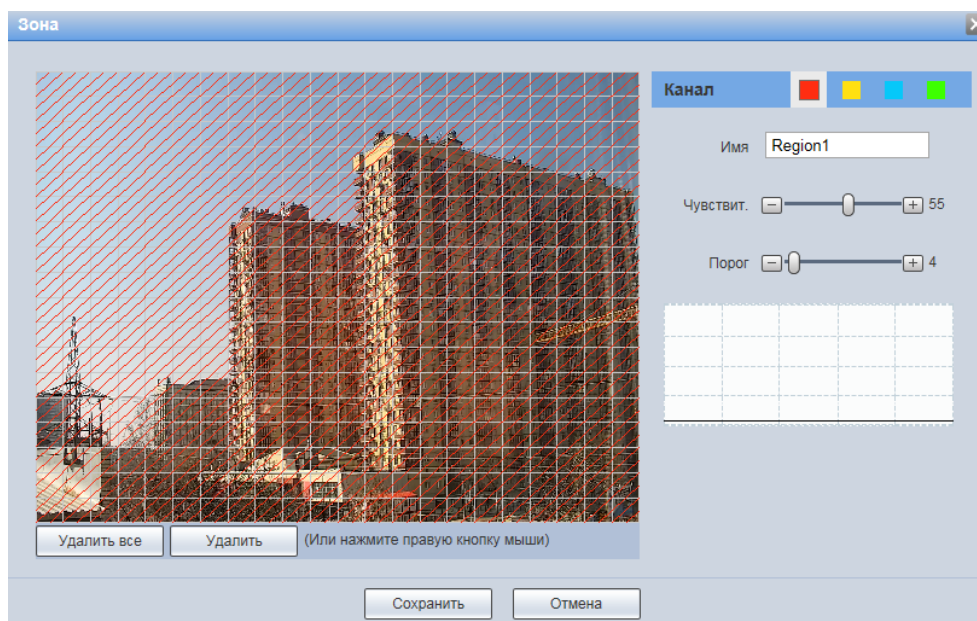 Зона
Канал
Имя Region1
Чувствит. 55
Порог 4
Удалить все Удалить (Или нажмите правую кнопку мыши)
Сохранить Отмена